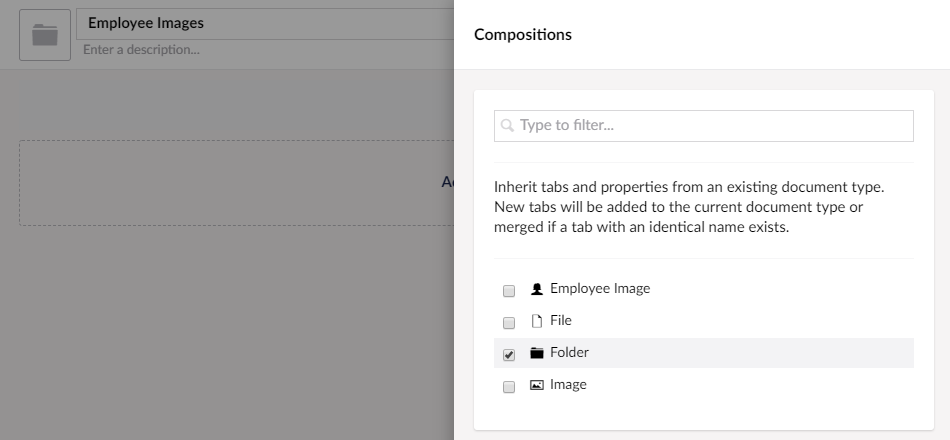 Employee Images
Enter a description...
Compositions
Type to filter...
Inherit tabs and properties from an existing document type.
New tabs will be added to the current document type or
merged if a tab with an identical name exists.
Employee Image
File
Folder
Image